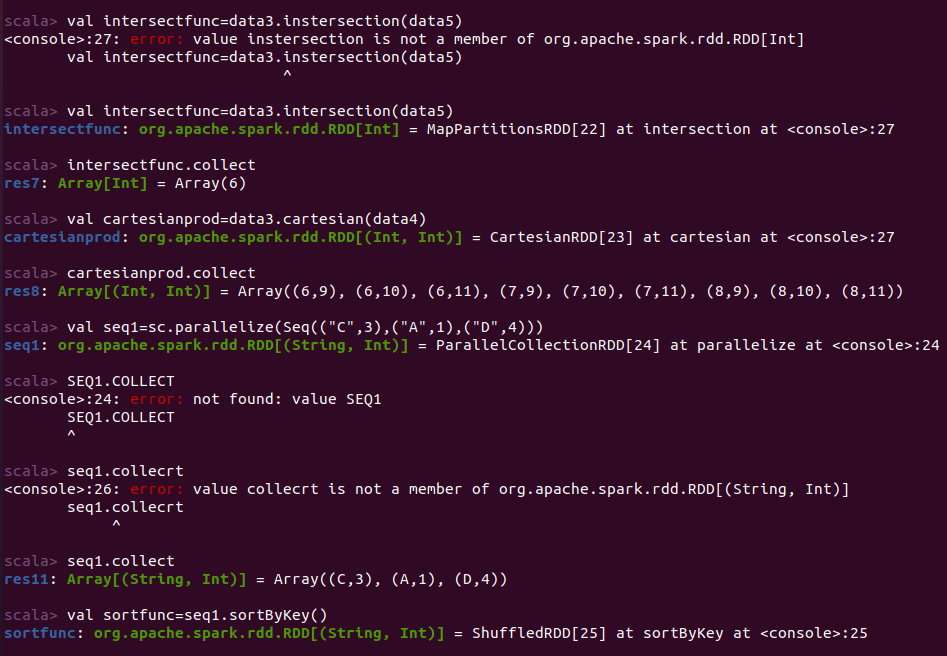 scala> val intersectfunc=data3.instersection(data5)
<console>:27: error: value instersection is not a member of org.apache.spark.rdd.RDD[Int]
       val intersectfunc=data3.instersection(data5)
                               ^
scala> val intersectfunc=data3.intersection(data5)
intersectfunc: org.apache.spark.rdd.RDD[Int] = MapPartitionsRDD[22] at intersection at <console>:27
scala> intersectfunc.collect
res7: Array[Int] = Array(6)
scala> val cartesianprod=data3.cartesian(data4)
cartesianprod: org.apache.spark.rdd.RDD[(Int, Int)] = CartesianRDD[23] at cartesian at <console>:27
scala> cartesianprod.collect
res8: Array[(Int, Int)] = Array((6,9), (6,10), (6,11), (7,9), (7,10), (7,11), (8,9), (8,10), (8,11))
scala> val seq1=sc.parallelize(Seq(("C",3),("A",1),("D",4)))
seq1: org.apache.spark.rdd.RDD[(String, Int)] = ParallelCollectionRDD[24] at parallelize at <console>:24
scala> SEQ1.COLLECT
<console>:24: error: not found: value SEQ1
       SEQ1.COLLECT
       ^
scala> seq1.collecrt
<console>:26: error: value collecrt is not a member of org.apache.spark.rdd.RDD[(String, Int)]
       seq1.collecrt
            ^
scala> seq1.collect
res11: Array[(String, Int)] = Array((C,3), (A,1), (D,4))
scala> val sortfunc=seq1.sortByKey()
sortfunc: org.apache.spark.rdd.RDD[(String, Int)] = ShuffledRDD[25] at sortByKey at <console>:25